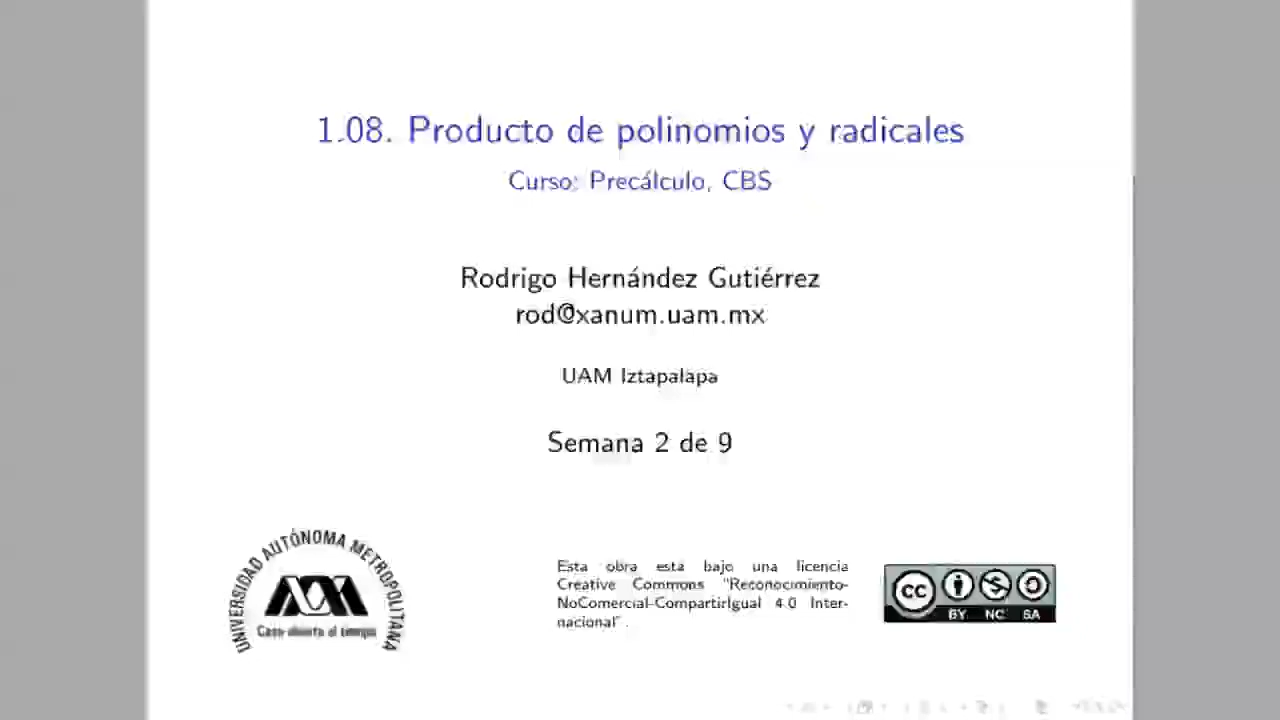 1.08. Producto de polinomios y radicales
Curso: Precálculo, CBS
Rodrigo Hernández Gutiérrez
rod@xanum.uam.mx
UAM Iztapalapa
Semana 2 de 9
UNIVERSIDAD AUTÓNOMA METROPOLITANA
Casa abierta al tiempo
Esta obra esta bajo una licencia
Creative Commons “Reconocimiento-
NoComercial-CompartirIgual 4.0 Inter-
nacional”.
CC BY NC SA